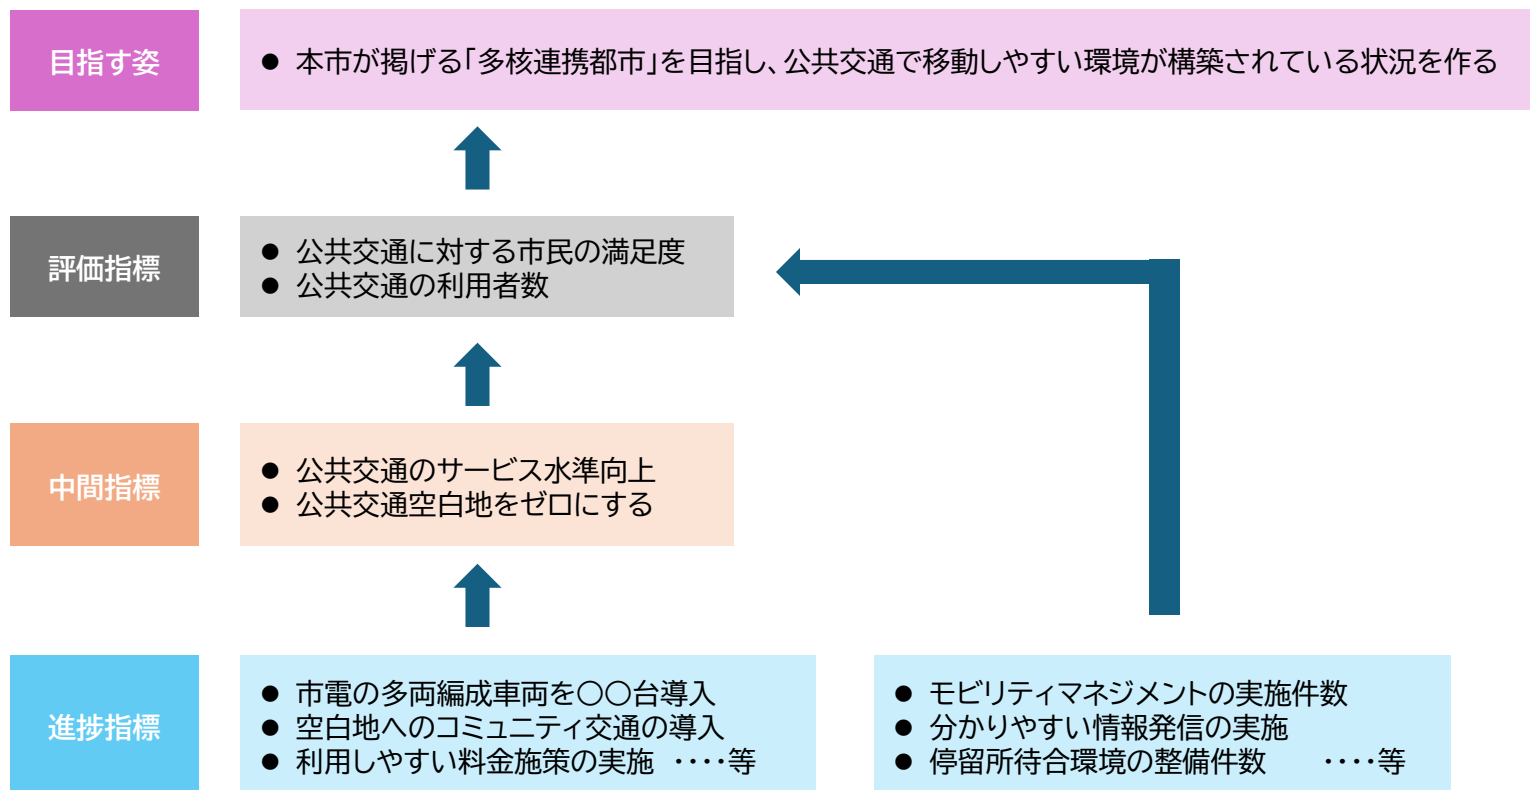 目指す姿
● 本市が掲げる「多核連携都市」を目指し、公共交通で移動しやすい環境が構築されている状況を作る
評価指標
● 公共交通に対する市民の満足度
● 公共交通の利用者数
中間指標
● 公共交通のサービス水準向上
● 公共交通空白地をゼロにする
進捗指標
● 市電の多両編成車両を〇〇台導入
● 空白地へのコミュニティ交通の導入
● 利用しやすい料金施策の実施 ・・・・等
● モビリティマネジメントの実施件数
● 分かりやすい情報発信の実施
● 停留所待合環境の整備件数 ・・・・等